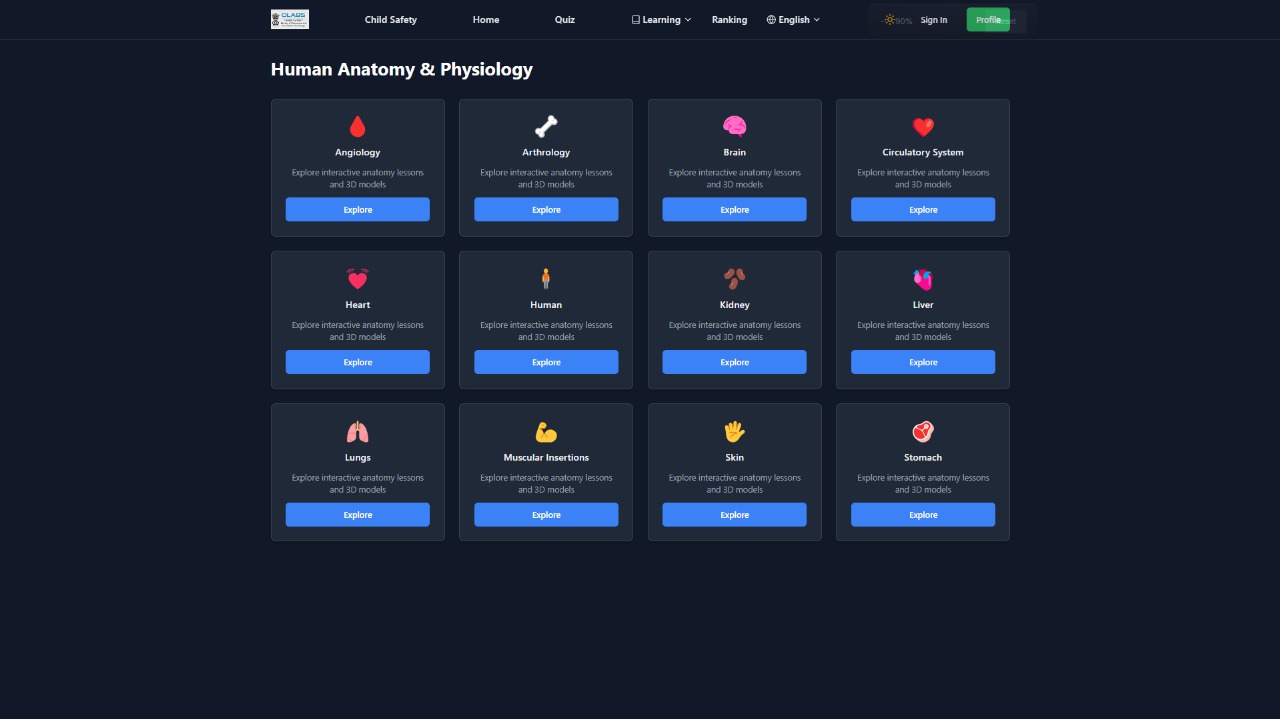 OLABS
Child Safety
Home
Quiz
Learning
Ranking
English
90%
Sign In
Profile
Human Anatomy & Physiology
Angiology
Explore interactive anatomy lessons
and 3D models
Explore
Arthrology
Explore interactive anatomy lessons
and 3D models
Explore
Brain
Explore interactive anatomy lessons
and 3D models
Explore
Circulatory System
Explore interactive anatomy lessons
and 3D models
Explore
Heart
Explore interactive anatomy lessons
and 3D models
Explore
Human
Explore interactive anatomy lessons
and 3D models
Explore
Kidney
Explore interactive anatomy lessons
and 3D models
Explore
Liver
Explore interactive anatomy lessons
and 3D models
Explore
Lungs
Explore interactive anatomy lessons
and 3D models
Explore
Muscular Insertions
Explore interactive anatomy lessons
and 3D models
Explore
Skin
Explore interactive anatomy lessons
and 3D models
Explore
Stomach
Explore interactive anatomy lessons
and 3D models
Explore